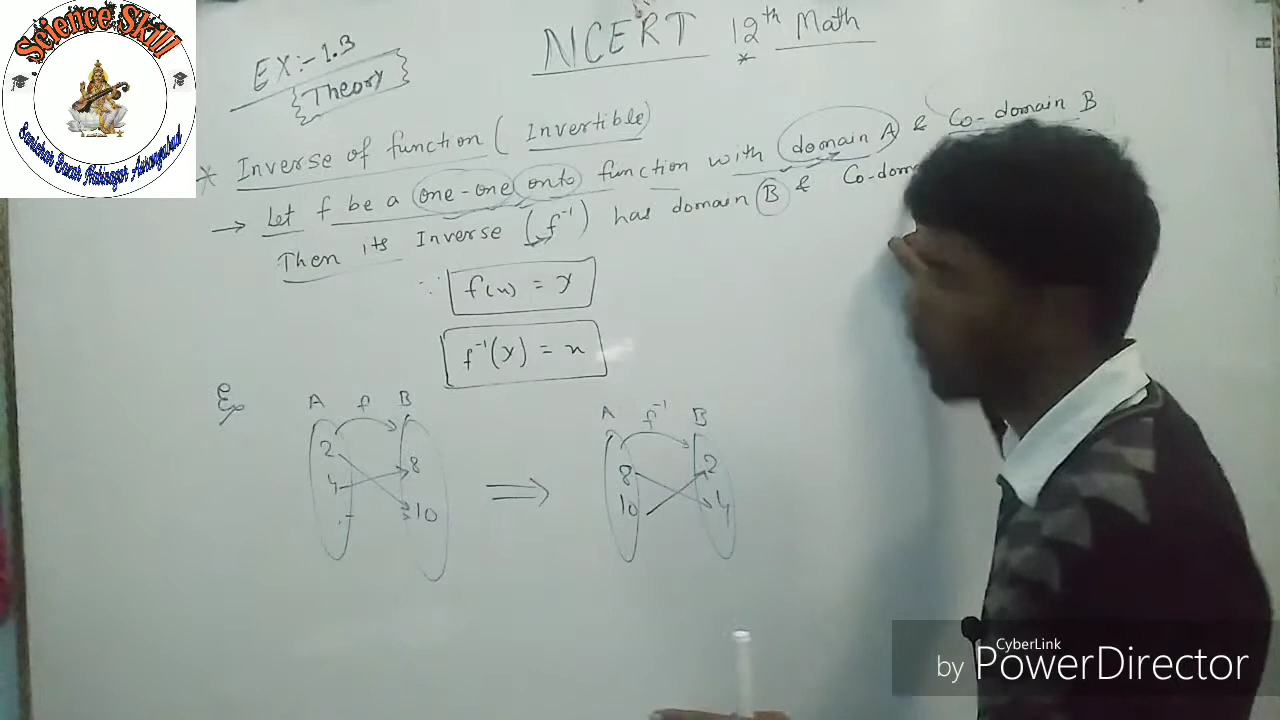 Science Skill
EX:- 1.3
Theory
NCERT 12th Math
*
* Inverse of function (Invertible)
→ Let f be a one-one onto function with domain A & Co-domain B
Then its Inverse (f⁻¹) has domain B & Co-dom
∵ f(x) = y
f⁻¹(y) = x
Ex
A f B
2 8
4 10
⇒
A f⁻¹ B
8 2
10 4
CyberLink
by PowerDirector